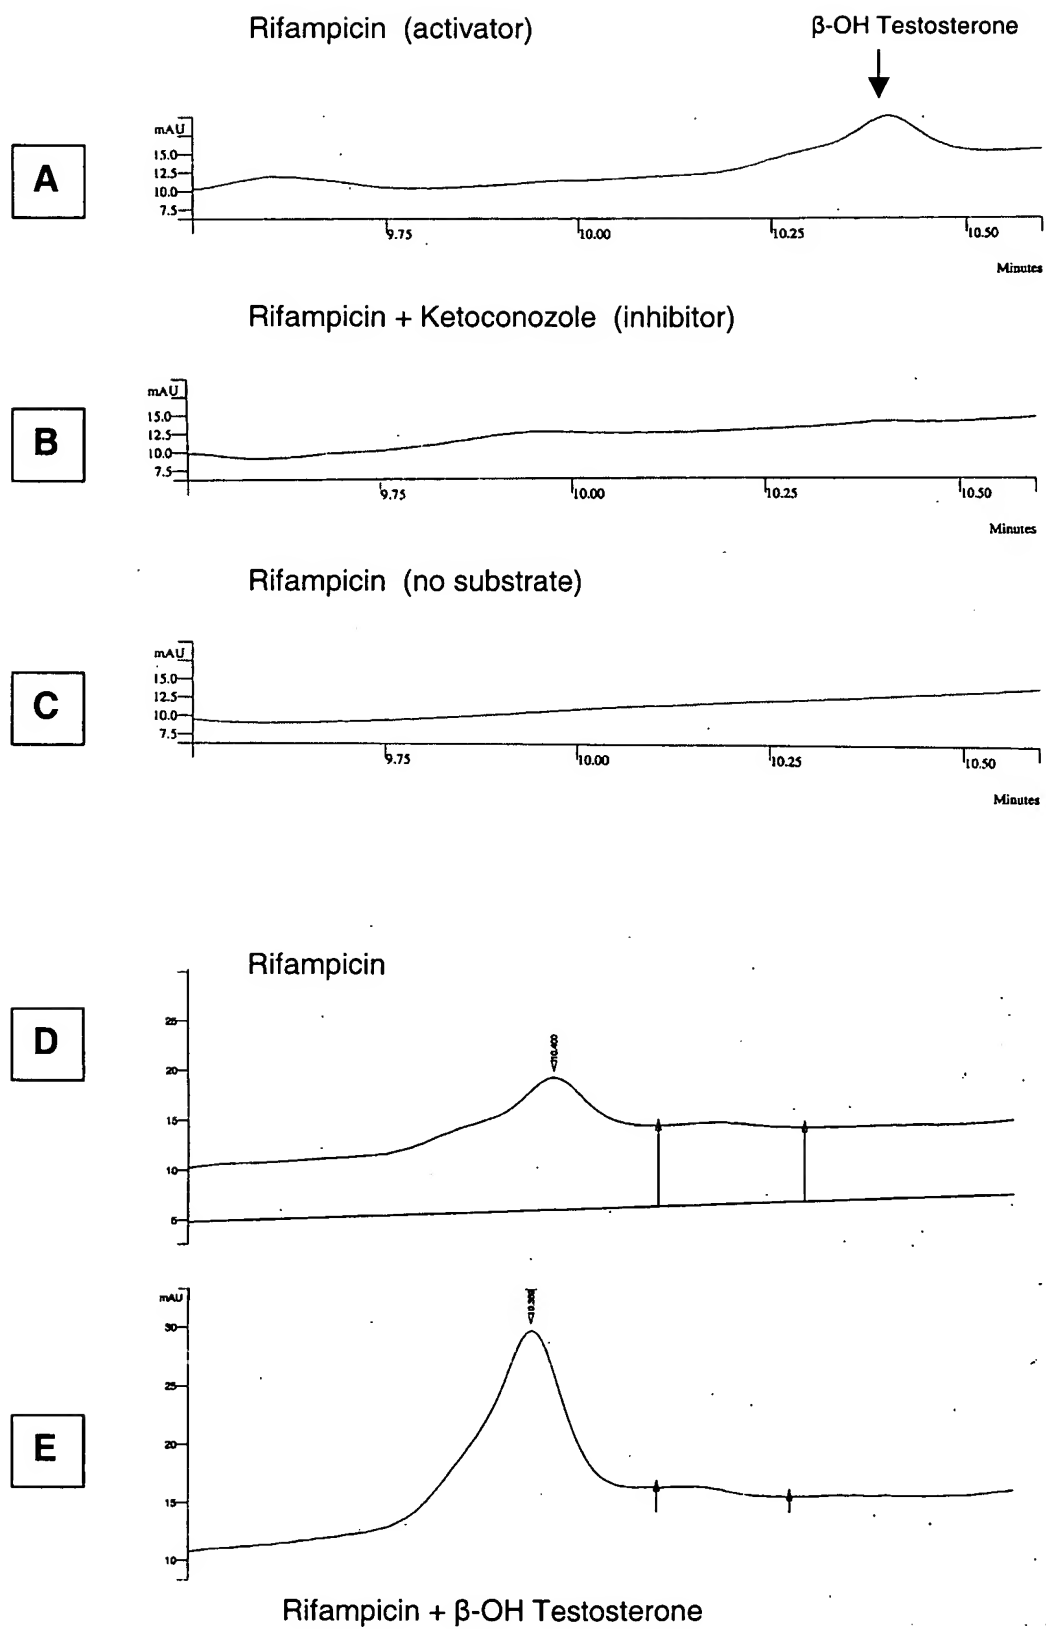 Rifampicin (activator)
β-OH Testosterone
A
mAU
15.0
12.5
10.0
7.5
9.75
10.00
10.25
10.50
Minutes
Rifampicin + Ketoconozole (inhibitor)
B
mAU
15.0
12.5
10.0
7.5
9.75
10.00
10.25
10.50
Minutes
Rifampicin (no substrate)
C
mAU
15.0
12.5
10.0
7.5
9.75
10.00
10.25
10.50
Minutes
Rifampicin
D
25
20
15
10
5
10.400
E
mAU
30
25
20
15
10
Rifampicin + β-OH Testosterone